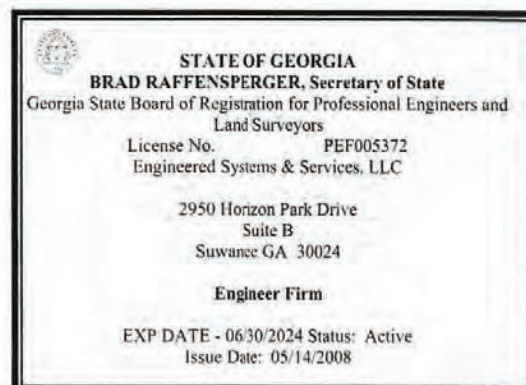 STATE OF GEORGIA
BRAD RAFFENSPERGER, Secretary of State
Georgia State Board of Registration for Professional Engineers and
Land Surveyors
License No. PEF005372
Engineered Systems & Services, LLC
2950 Horizon Park Drive
Suite B
Suwanee GA 30024
Engineer Firm
EXP DATE - 06/30/2024 Status: Active
Issue Date: 05/14/2008